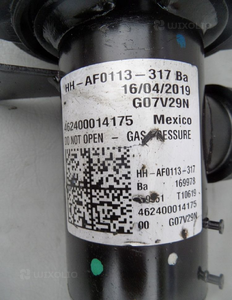 HH-AF0113-317 Ba
16/04/2019
G07V29N
462400014175 Mexico
DO NOT OPEN - GAS PRESSURE
HH-AF0113-317
Ba 169978
T10619
462400014175
00 G07V29N